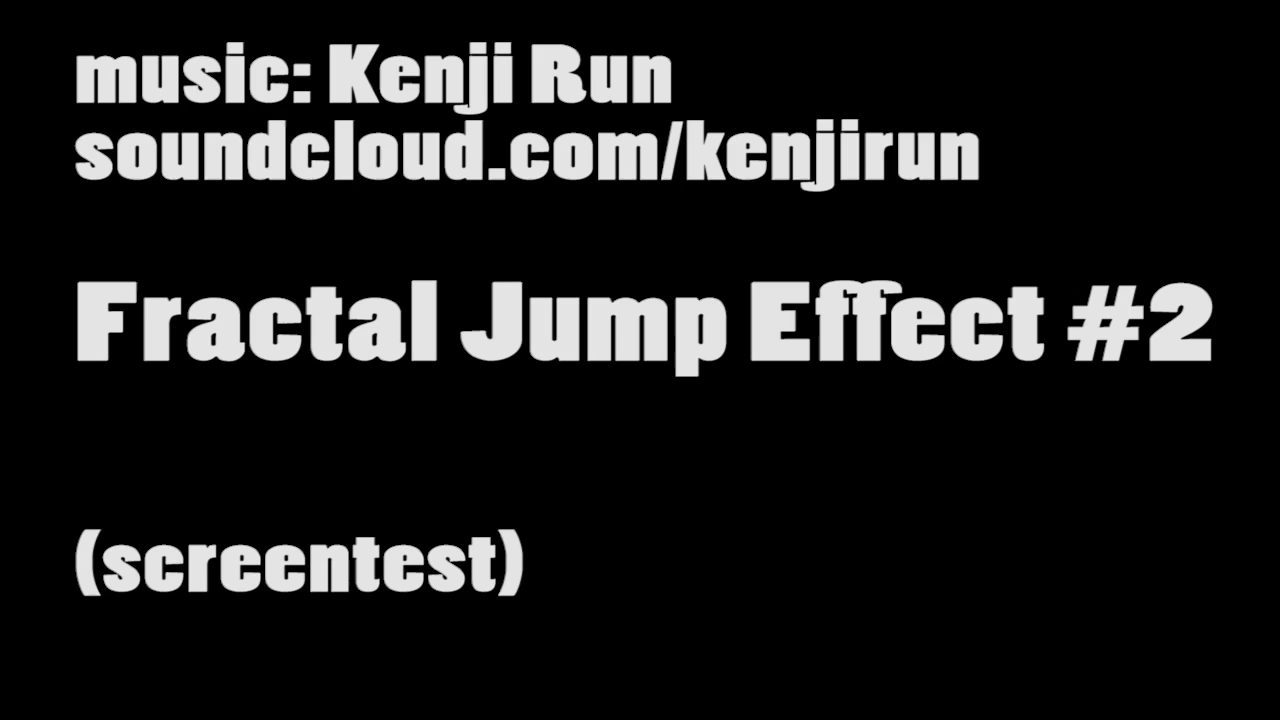 music: Kenji Run
soundcloud.com/kenjirun
Fractal Jump Effect #2
(screentest)